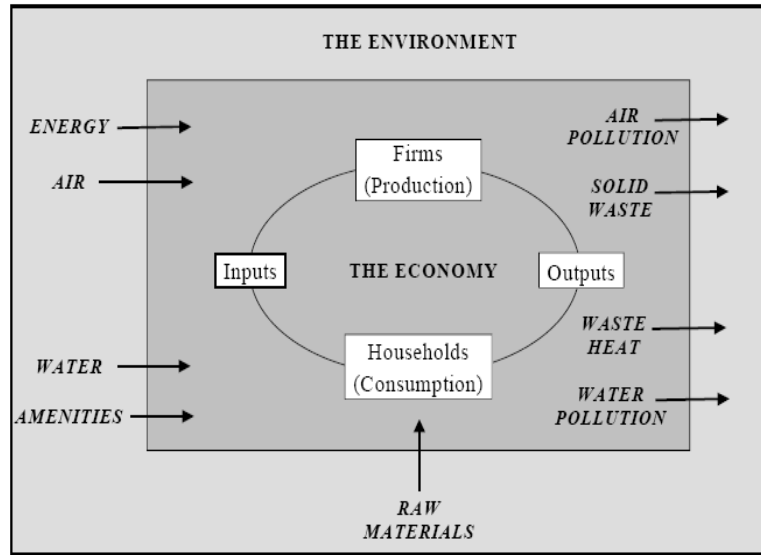 THE ENVIRONMENT
ENERGY
AIR
WATER
AMENITIES
Firms
(Production)
Inputs
THE ECONOMY
Outputs
Households
(Consumption)
RAW
MATERIALS
AIR
POLLUTION
SOLID
WASTE
WASTE
HEAT
WATER
POLLUTION